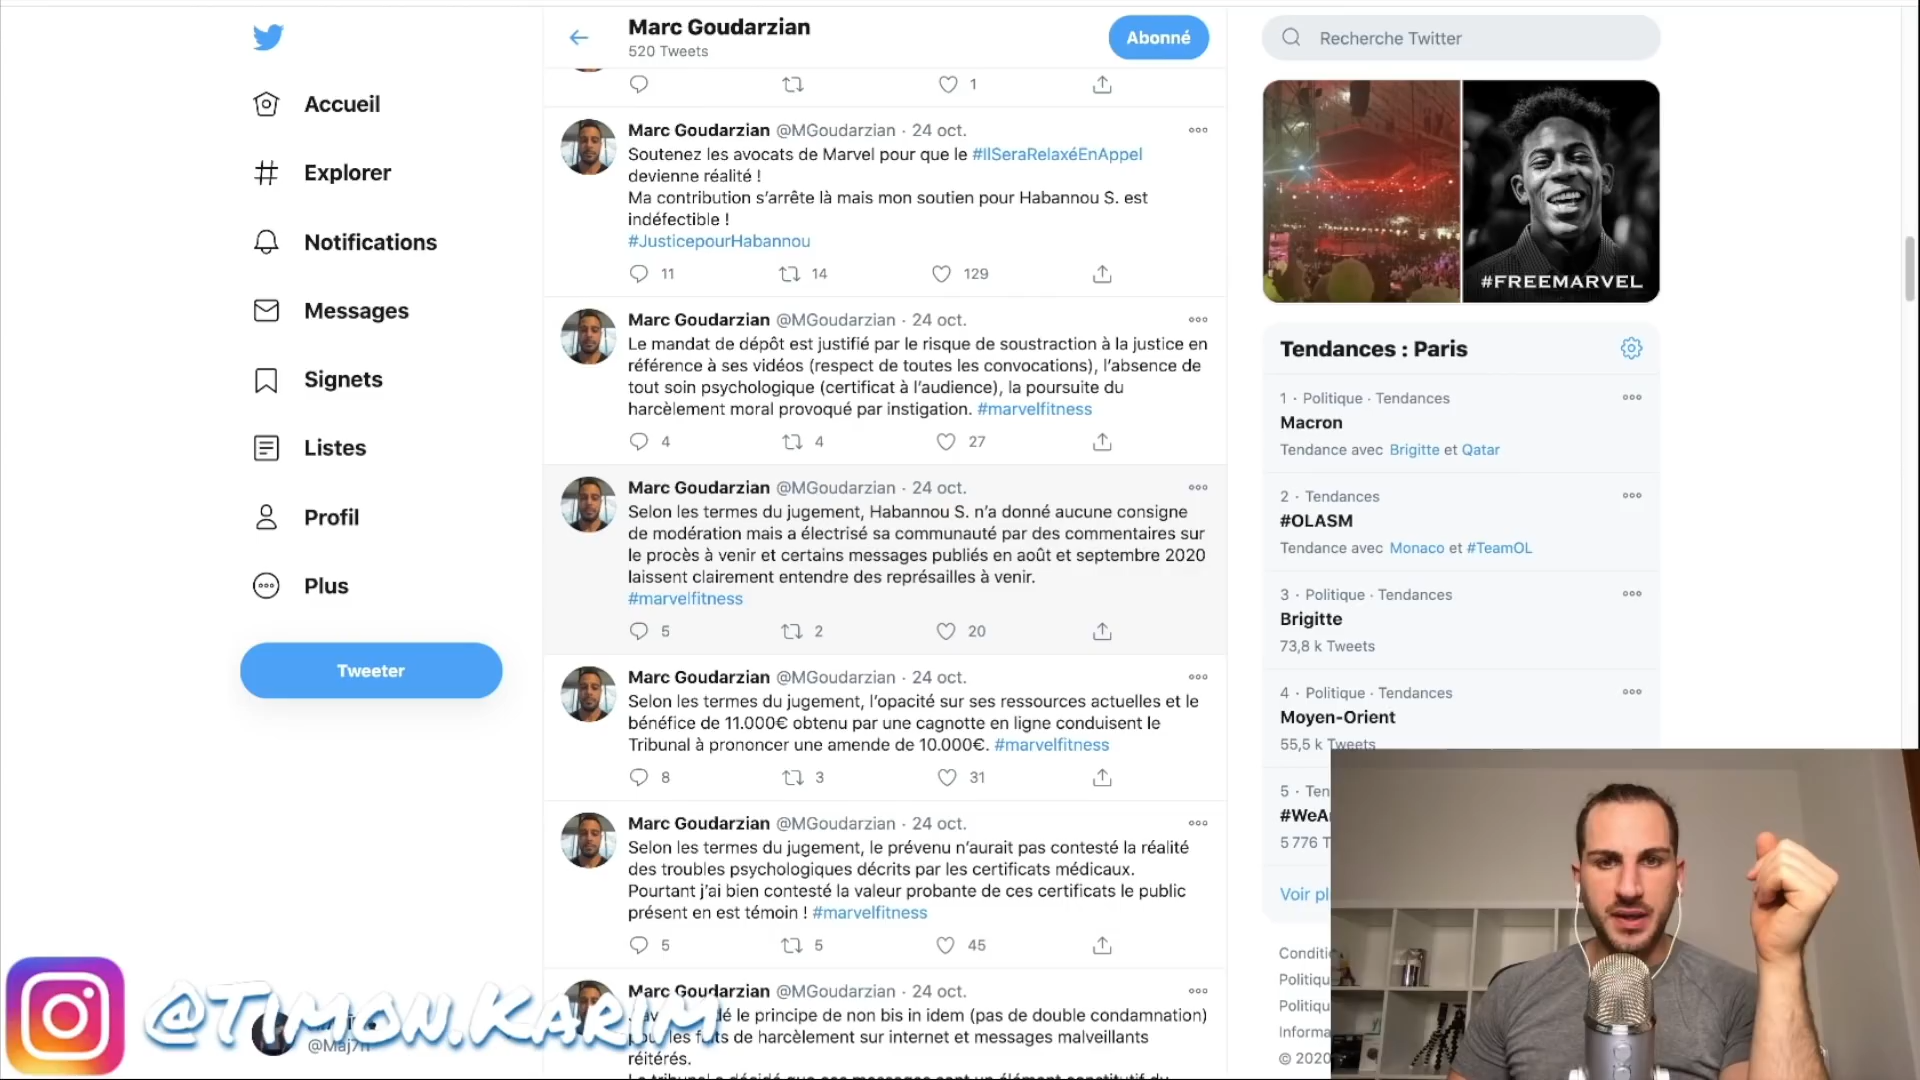 Accueil
Explorer
Notifications
Messages
Signets
Listes
Profil
Plus
Tweeter
Marc Goudarzian
520 Tweets
Abonné
1
Marc Goudarzian @MGoudarzian · 24 oct.
Soutenez les avocats de Marvel pour que le #IlSeraRelaxéEnAppel
devienne réalité !
Ma contribution s'arrête là mais mon soutien pour Habannou S. est
indéfectible !
#JusticepourHabannou
11 14 129
Marc Goudarzian @MGoudarzian · 24 oct.
Le mandat de dépôt est justifié par le risque de soustraction à la justice en
référence à ses vidéos (respect de toutes les convocations), l'absence de
tout soin psychologique (certificat à l'audience), la poursuite du
harcèlement moral provoqué par instigation. #marvelfitness
4 4 27
Marc Goudarzian @MGoudarzian · 24 oct.
Selon les termes du jugement, Habannou S. n'a donné aucune consigne
de modération mais a électrisé sa communauté par des commentaires sur
le procès à venir et certains messages publiés en août et septembre 2020
laissent clairement entendre des représailles à venir.
#marvelfitness
5 2 20
Marc Goudarzian @MGoudarzian · 24 oct.
Selon les termes du jugement, l'opacité sur ses ressources actuelles et le
bénéfice de 11.000€ obtenu par une cagnotte en ligne conduisent le
Tribunal à prononcer une amende de 10.000€. #marvelfitness
8 3 31
Marc Goudarzian @MGoudarzian · 24 oct.
Selon les termes du jugement, le prévenu n'aurait pas contesté la réalité
des troubles psychologiques décrits par les certificats médicaux.
Pourtant j'ai bien contesté la valeur probante de ces certificats le public
présent en est témoin ! #marvelfitness
5 5 45
Marc Goudarzian @MGoudarzian · 24 oct.
le principe de non bis in idem (pas de double condamnation)
les faits de harcèlement sur internet et messages malveillants
réitérés.
Recherche Twitter
#FREEMARVEL
Tendances : Paris
1 · Politique · Tendances
Macron
Tendance avec Brigitte et Qatar
2 · Tendances
#OLASM
Tendance avec Monaco et #TeamOL
3 · Politique · Tendances
Brigitte
73,8 k Tweets
4 · Politique · Tendances
Moyen-Orient
55,5 k Tweets
5 · Ten
#WeA
5 776 T
Voir pl
Conditi
Politiqu
Politiqu
Informa
© 2020
@Timon.Karim